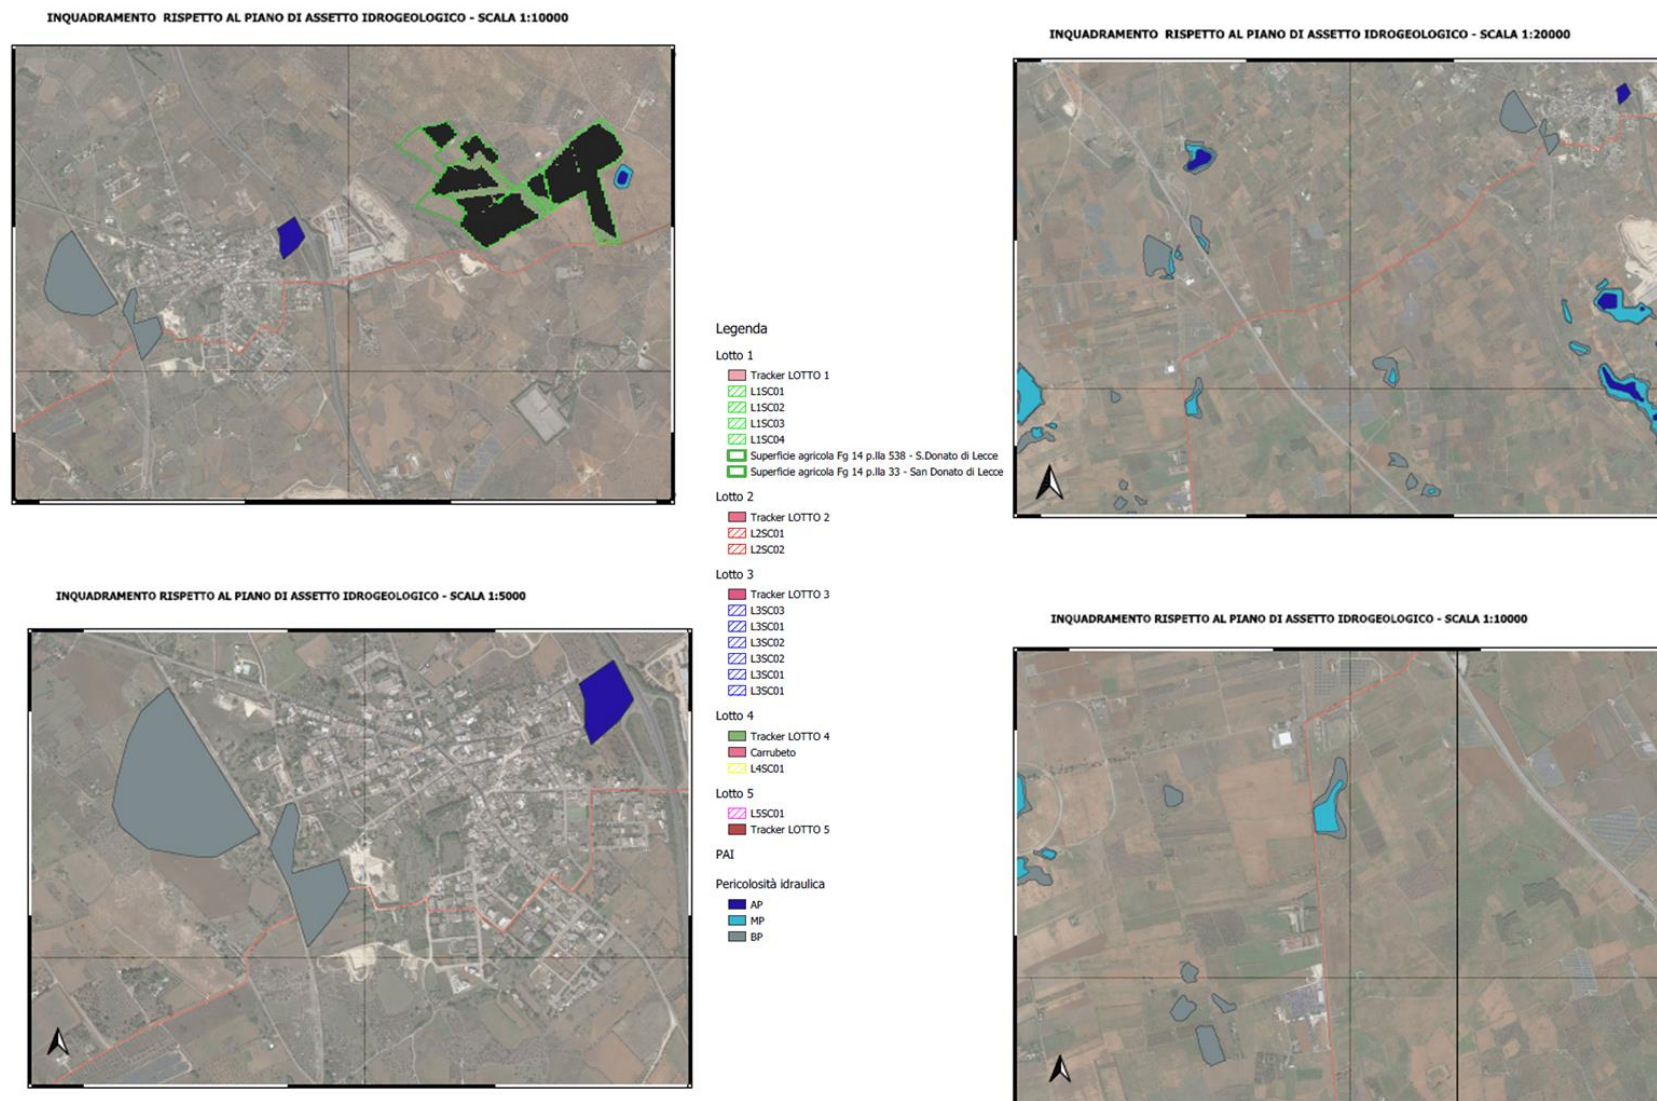 INQUADRAMENTO RISPETTO AL PIANO DI ASSETTO IDROGEOLOGICO - SCALA 1:10000
INQUADRAMENTO RISPETTO AL PIANO DI ASSETTO IDROGEOLOGICO - SCALA 1:20000
Legenda
Lotto 1
Tracker LOTTO 1
L1SC01
L1SC02
L1SC03
L1SC04
Superficie agricola Fg 14 p.lla 538 - S.Donato di Lecce
Superficie agricola Fg 14 p.lla 33 - San Donato di Lecce
Lotto 2
Tracker LOTTO 2
L2SC01
L2SC02
Lotto 3
Tracker LOTTO 3
L3SC03
L3SC01
L3SC02
L3SC02
L3SC01
L3SC01
Lotto 4
Tracker LOTTO 4
Carrubeto
L4SC01
Lotto 5
L5SC01
Tracker LOTTO 5
PAI
Pericolosità idraulica
AP
MP
BP
INQUADRAMENTO RISPETTO AL PIANO DI ASSETTO IDROGEOLOGICO - SCALA 1:5000
INQUADRAMENTO RISPETTO AL PIANO DI ASSETTO IDROGEOLOGICO - SCALA 1:10000